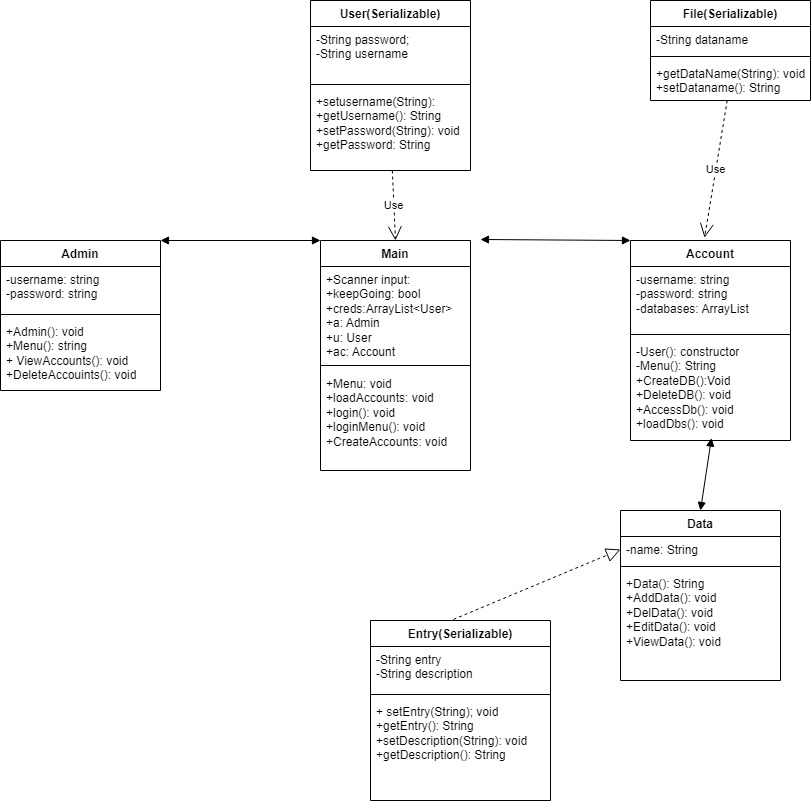 User(Serializable)
-String password;
-String username
+setusername(String):
+getUsername(): String
+setPassword(String): void
+getPassword: String
File(Serializable)
-String dataname
+getDataName(String): void
+setDataname(): String
Use
Use
Admin
-username: string
-password: string
+Admin(): void
+Menu(): string
+ ViewAccounts(): void
+DeleteAccouints(): void
Main
+Scanner input:
+keepGoing: bool
+creds:ArrayList<User>
+a: Admin
+u: User
+ac: Account
+Menu: void
+loadAccounts: void
+login(): void
+loginMenu(): void
+CreateAccounts: void
Account
-username: string
-password: string
-databases: ArrayList
-User(): constructor
-Menu(): String
+CreateDB():Void
+DeleteDB(): void
+AccessDb(): void
+loadDbs(): void
Data
-name: String
+Data(): String
+AddData(): void
+DelData(): void
+EditData(): void
+ViewData(): void
Entry(Serializable)
-String entry
-String description
+ setEntry(String); void
+getEntry(): String
+setDescription(String): void
+getDescription(): String